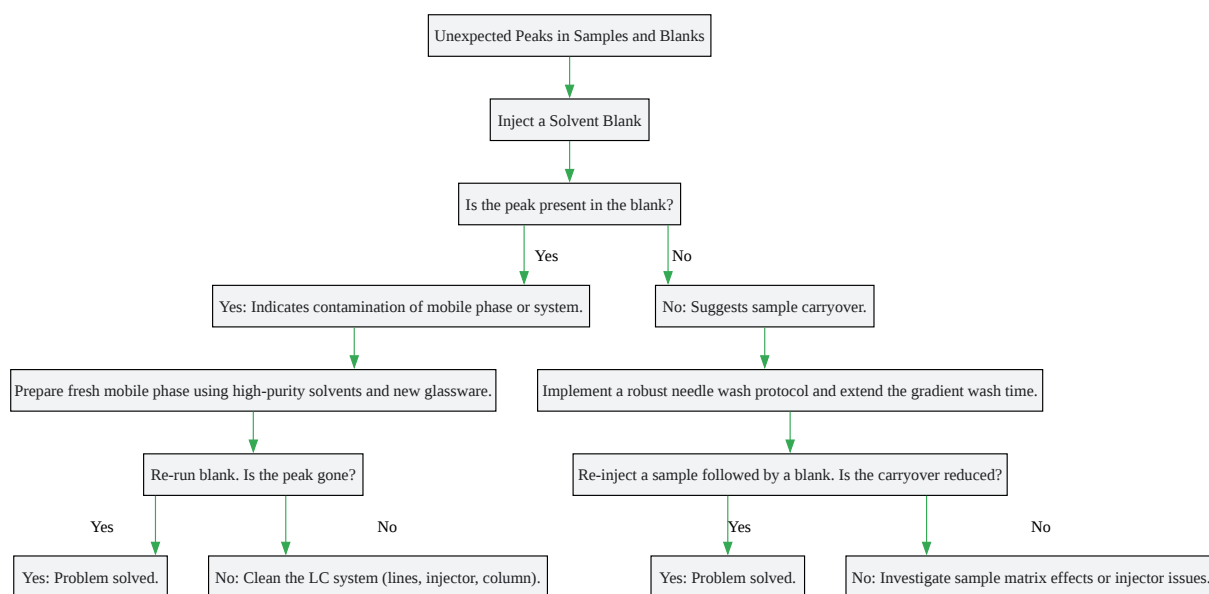 Unexpected Peaks in Samples and Blanks
Inject a Solvent Blank
Is the peak present in the blank?
Yes
No
Yes: Indicates contamination of mobile phase or system.
No: Suggests sample carryover.
Prepare fresh mobile phase using high-purity solvents and new glassware.
Implement a robust needle wash protocol and extend the gradient wash time.
Re-run blank. Is the peak gone?
Re-inject a sample followed by a blank. Is the carryover reduced?
Yes
No
Yes
No
Yes: Problem solved.
No: Clean the LC system (lines, injector, column).
Yes: Problem solved.
No: Investigate sample matrix effects or injector issues.